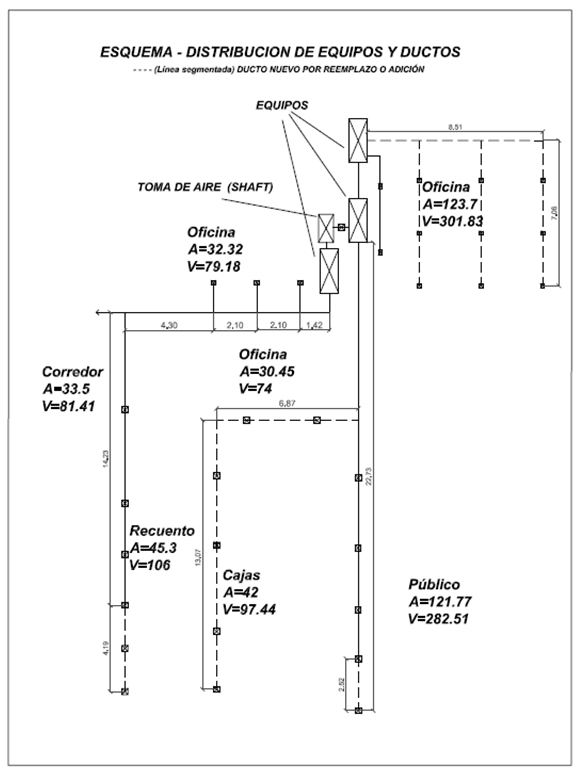 ESQUEMA - DISTRIBUCION DE EQUIPOS Y DUCTOS
---- (Línea segmentada) DUCTO NUEVO POR REEMPLAZO O ADICIÓN
EQUIPOS
8.51
TOMA DE AIRE (SHAFT)
Oficina
A=123.7
V=301.83
7.08
Oficina
A=32.32
V=79.18
4.30
2.10
2.10
1.42
Oficina
A=30.45
V=74
Corredor
A=33.5
V=81.41
6.87
14.23
22.73
Recuento
A=45.3
V=106
13.07
Cajas
A=42
V=97.44
Público
A=121.77
V=282.51
4.19
2.52